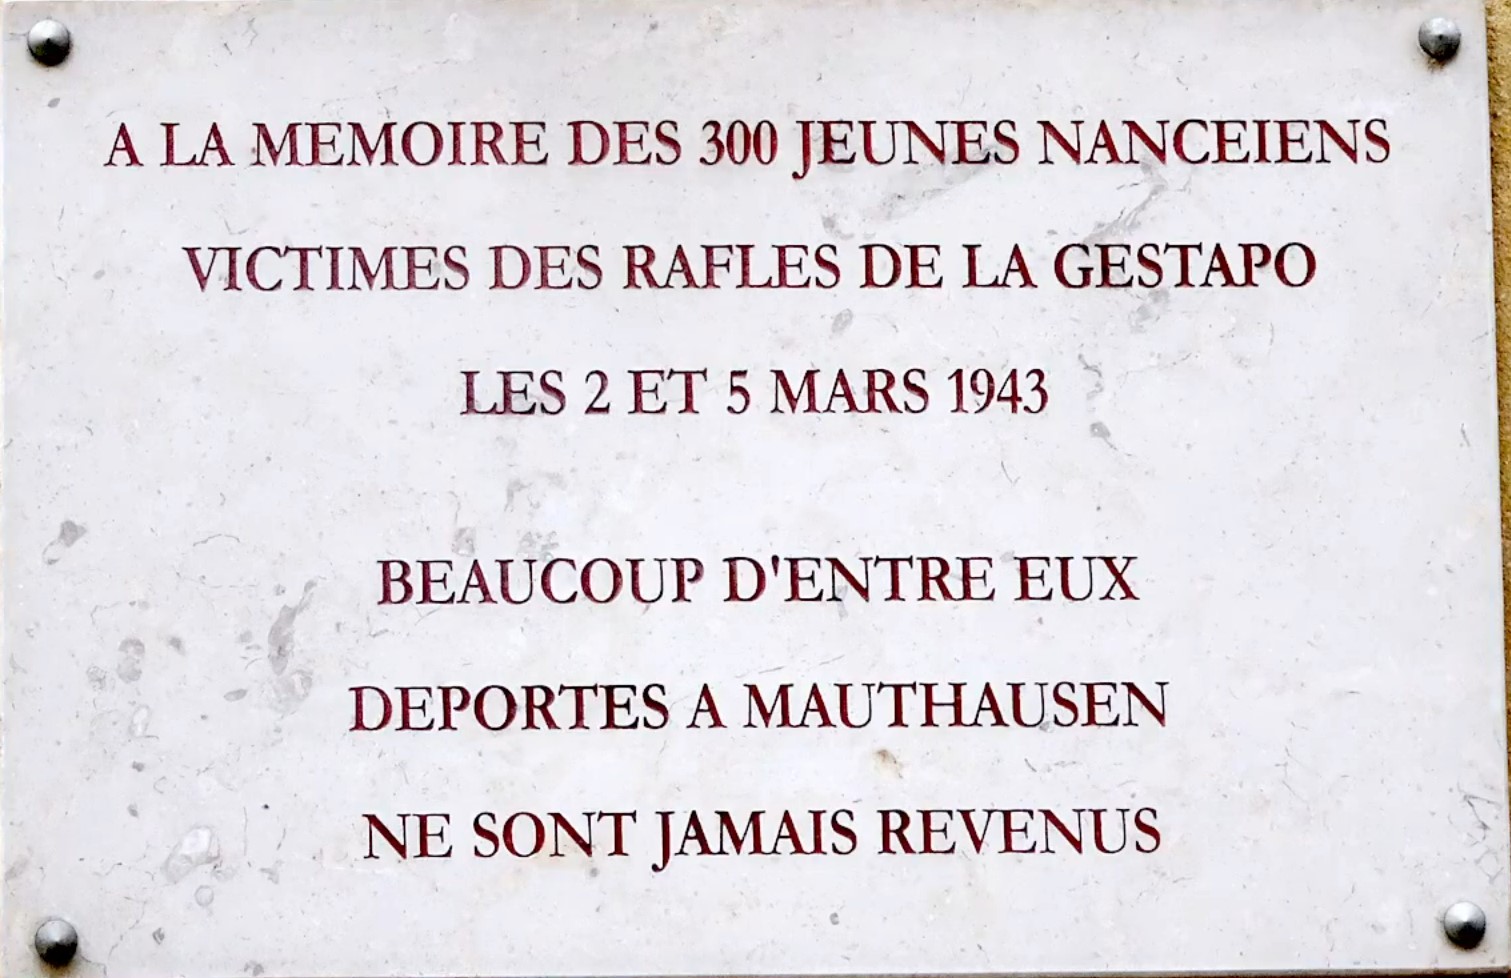 A LA MEMOIRE DES 300 JEUNES NANCEIENS
VICTIMES DES RAFLES DE LA GESTAPO
LES 2 ET 5 MARS 1943
BEAUCOUP D'ENTRE EUX
DEPORTES A MAUTHAUSEN
NE SONT JAMAIS REVENUS